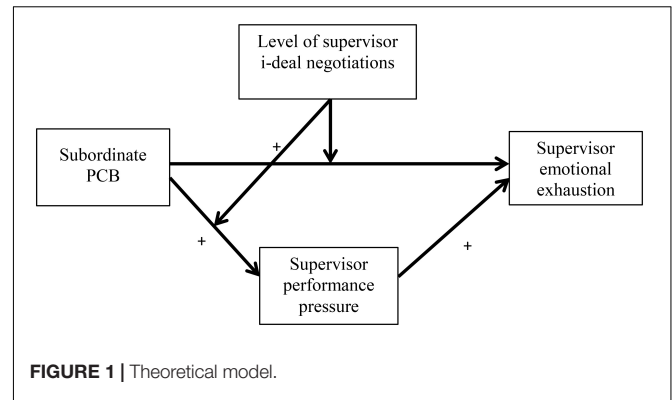 Level of supervisor
i-deal negotiations
+
Subordinate
PCB
Supervisor
emotional
exhaustion
+
+
Supervisor
performance
pressure
FIGURE 1 | Theoretical model.